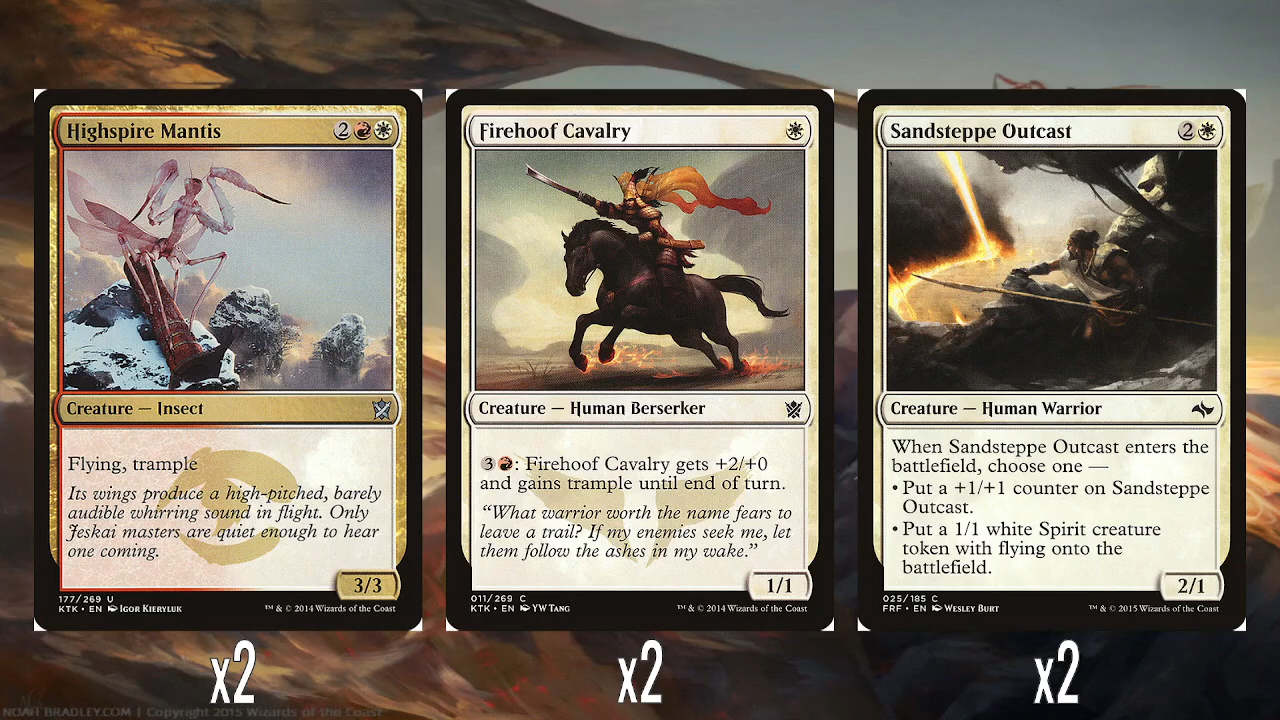 Highspire Mantis 2
Creature — Insect
Flying, trample
Its wings produce a high-pitched, barely
audible whirring sound in flight. Only
Jeskai masters are quiet enough to hear
one coming.
3/3
177/269 U
KTK • EN Igor Kieryluk ™ & © 2014 Wizards of the Coast
x2
Firehoof Cavalry
Creature — Human Berserker
3: Firehoof Cavalry gets +2/+0
and gains trample until end of turn.
“What warrior worth the name fears to
leave a trail? If my enemies seek me, let
them follow the ashes in my wake.”
1/1
011/269 C
KTK • EN YW Tang ™ & © 2014 Wizards of the Coast
x2
Sandsteppe Outcast 2
Creature — Human Warrior
When Sandsteppe Outcast enters the
battlefield, choose one —
• Put a +1/+1 counter on Sandsteppe
Outcast.
• Put a 1/1 white Spirit creature
token with flying onto the
battlefield.
2/1
025/185 C
FRF • EN Wesley Burt ™ & © 2015 Wizards of the Coast
x2
NOAH BRADLEY.COM | Copyright 2015 Wizards of the Coast